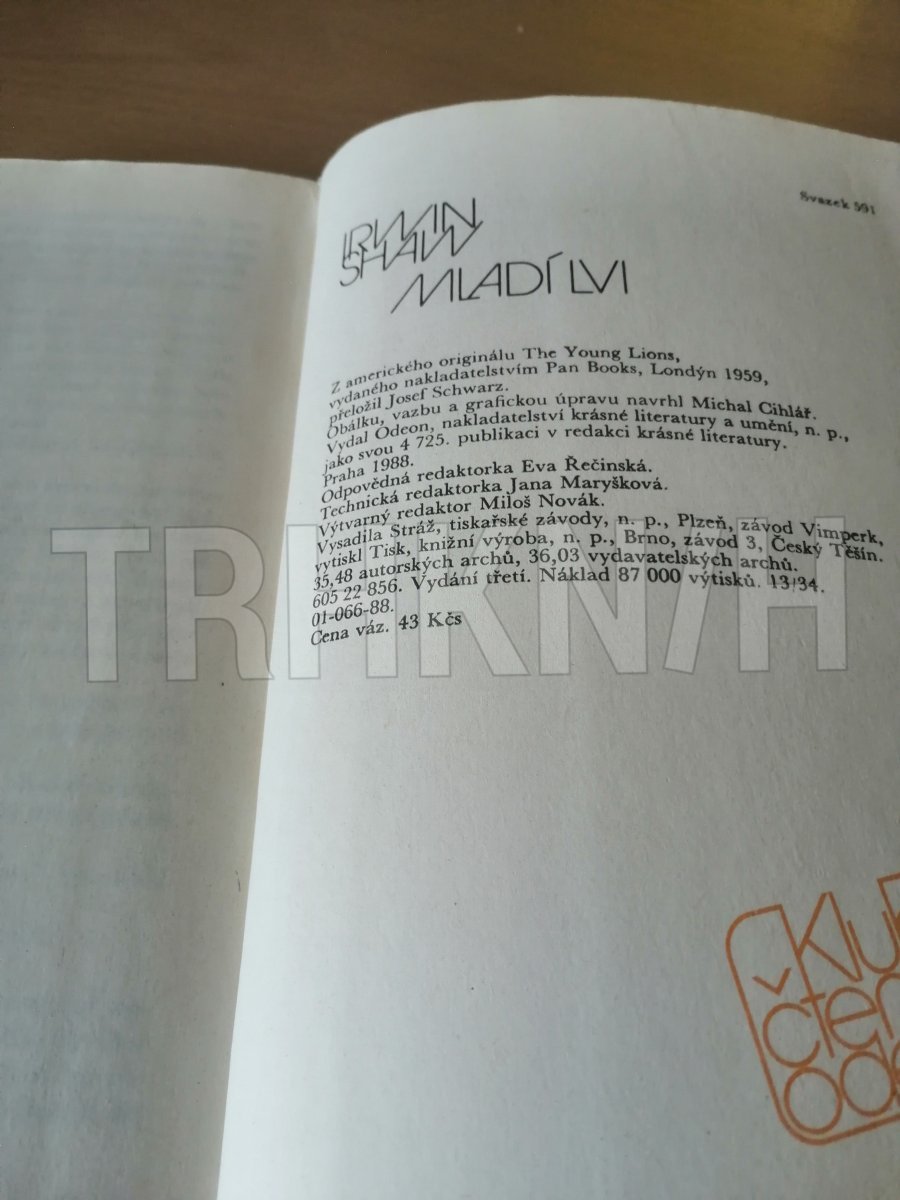 Svazek 591
IRWIN
SHAW
MLADÍ LVI
Z amerického originálu The Young Lions,
vydaného nakladatelstvím Pan Books, Londýn 1959,
přeložil Josef Schwarz.
Obálku, vazbu a grafickou úpravu navrhl Michal Cihlář.
Vydal Odeon, nakladatelství krásné literatury a umění, n. p.,
jako svou 4 725. publikaci v redakci krásné literatury.
Praha 1988.
Odpovědná redaktorka Eva Řečinská.
Technická redaktorka Jana Maryšková.
Výtvarný redaktor Miloš Novák.
Vysadila Stráž, tiskařské závody, n. p., Plzeň, závod Vimperk,
vytiskl Tisk, knižní výroba, n. p., Brno, závod 3, Český Těšín.
35,48 autorských archů, 36,03 vydavatelských archů.
605 22 856. Vydání třetí. Náklad 87 000 výtisků. 13/34.
01-066-88.
Cena váz. 43 Kčs
TRHKNIH
Klub
čten
ode